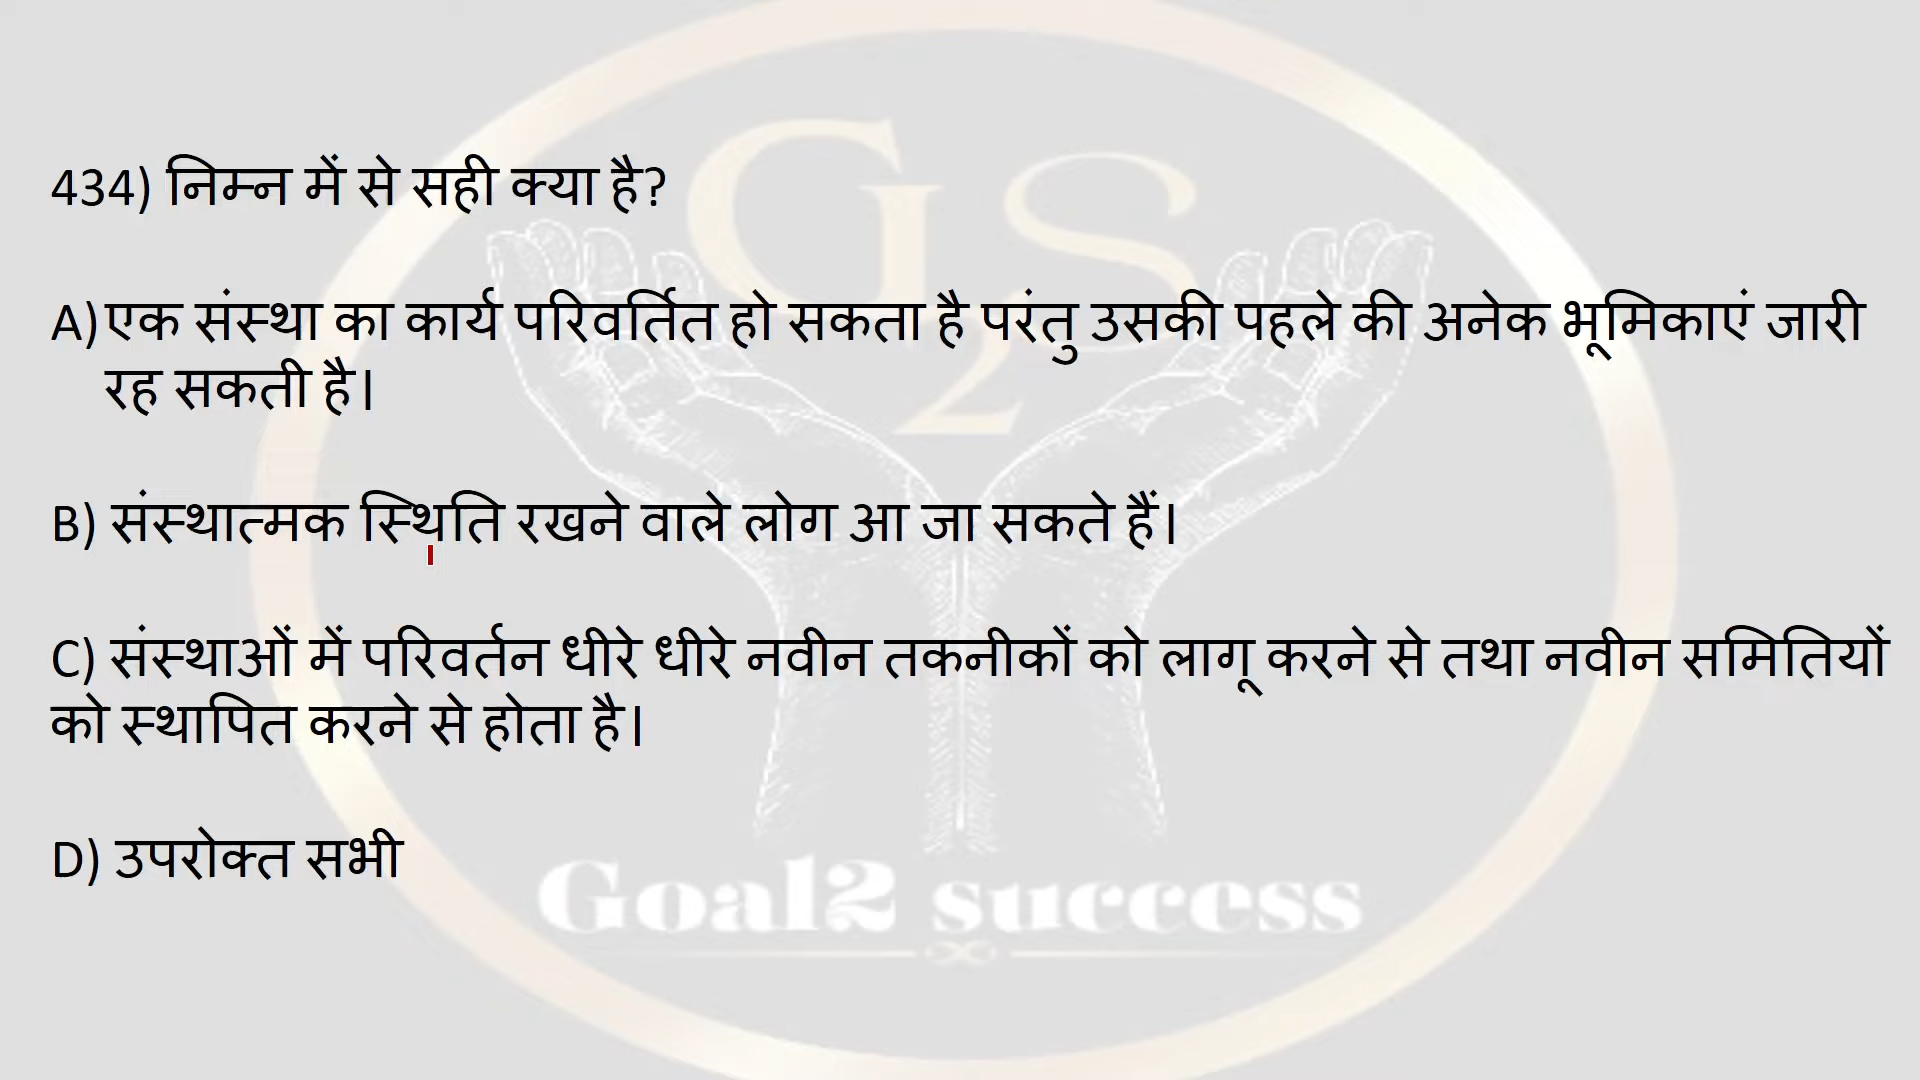 434) निम्न में से सही क्या है?
A) एक संस्था का कार्य परिवर्तित हो सकता है परंतु उसकी पहले की अनेक भूमिकाएं जारी
रह सकती है।
B) संस्थात्मक स्थिति रखने वाले लोग आ जा सकते हैं।
C) संस्थाओं में परिवर्तन धीरे धीरे नवीन तकनीकों को लागू करने से तथा नवीन समितियों
को स्थापित करने से होता है।
D) उपरोक्त सभी
G2S
Goal2 success